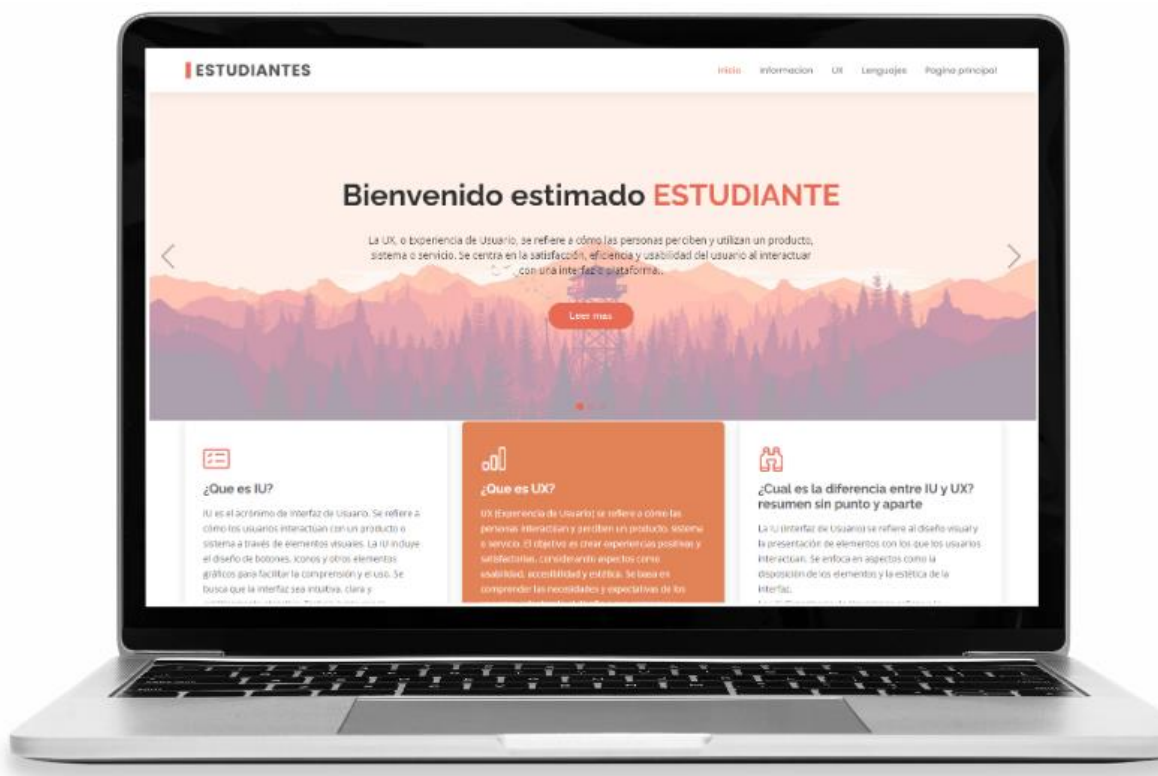 ESTUDIANTES
Inicio Informacion UX Lenguajes Pagina principal
Bienvenido estimado ESTUDIANTE
La UX, o Experiencia de Usuario, se refiere a cómo las personas perciben y utilizan un producto,
sistema o servicio. Se centra en la satisfacción, eficiencia y usabilidad del usuario al interactuar
con una interfaz o plataforma..
Leer mas
¿Que es IU?
IU es el acrónimo de Interfaz de Usuario. Se refiere a
cómo los usuarios interactúan con un producto o
sistema a través de elementos visuales. La IU incluye
el diseño de botones, iconos y otros elementos
gráficos para facilitar la comprensión y el uso. Se
busca que la interfaz sea intuitiva, clara y
¿Que es UX?
UX (Experiencia de Usuario) se refiere a cómo las
personas interactúan y perciben un producto, sistema
o servicio. El objetivo es crear experiencias positivas y
satisfactorias, considerando aspectos como
usabilidad, accesibilidad y estética. Se basa en
comprender las necesidades y expectativas de los
¿Cual es la diferencia entre IU y UX?
resumen sin punto y aparte
La IU (Interfaz de Usuario) se refiere al diseño visual y
la presentación de elementos con los que los usuarios
interactúan. Se enfoca en aspectos como la
disposición de los elementos y la estética de la
interfaz.